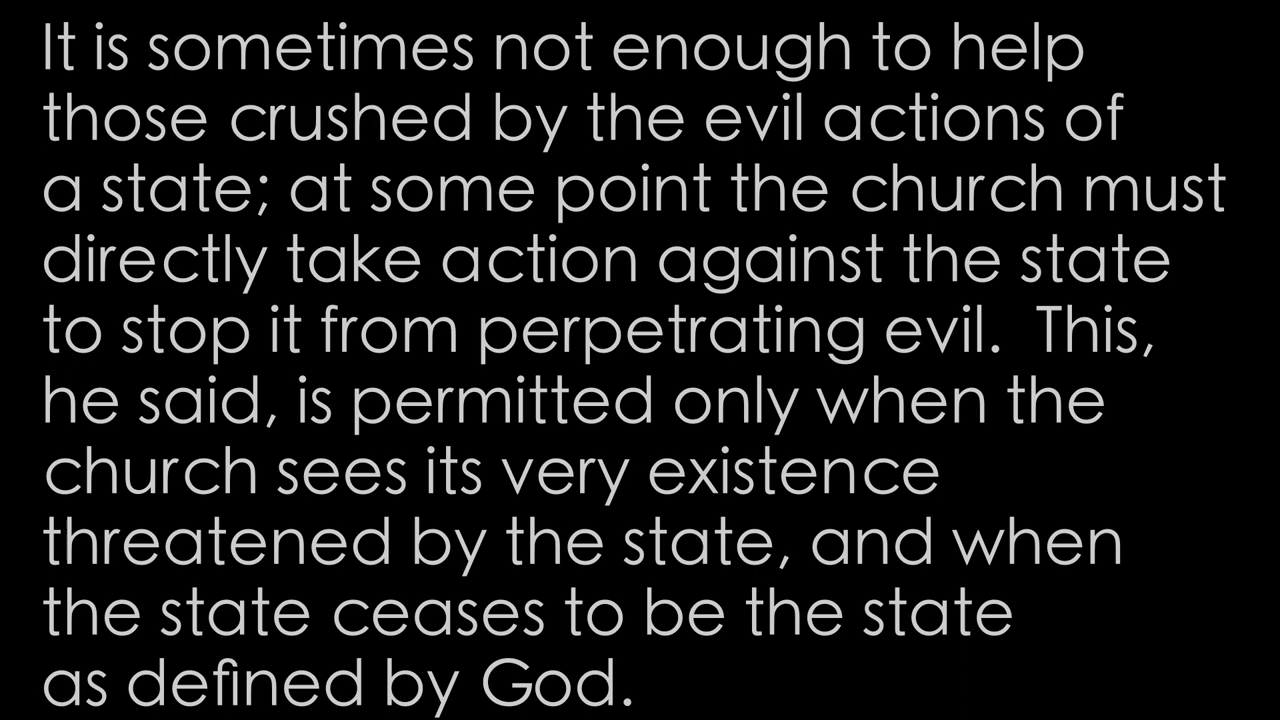 It is sometimes not enough to help
those crushed by the evil actions of
a state; at some point the church must
directly take action against the state
to stop it from perpetrating evil.  This,
he said, is permitted only when the
church sees its very existence
threatened by the state, and when
the state ceases to be the state
as defined by God.